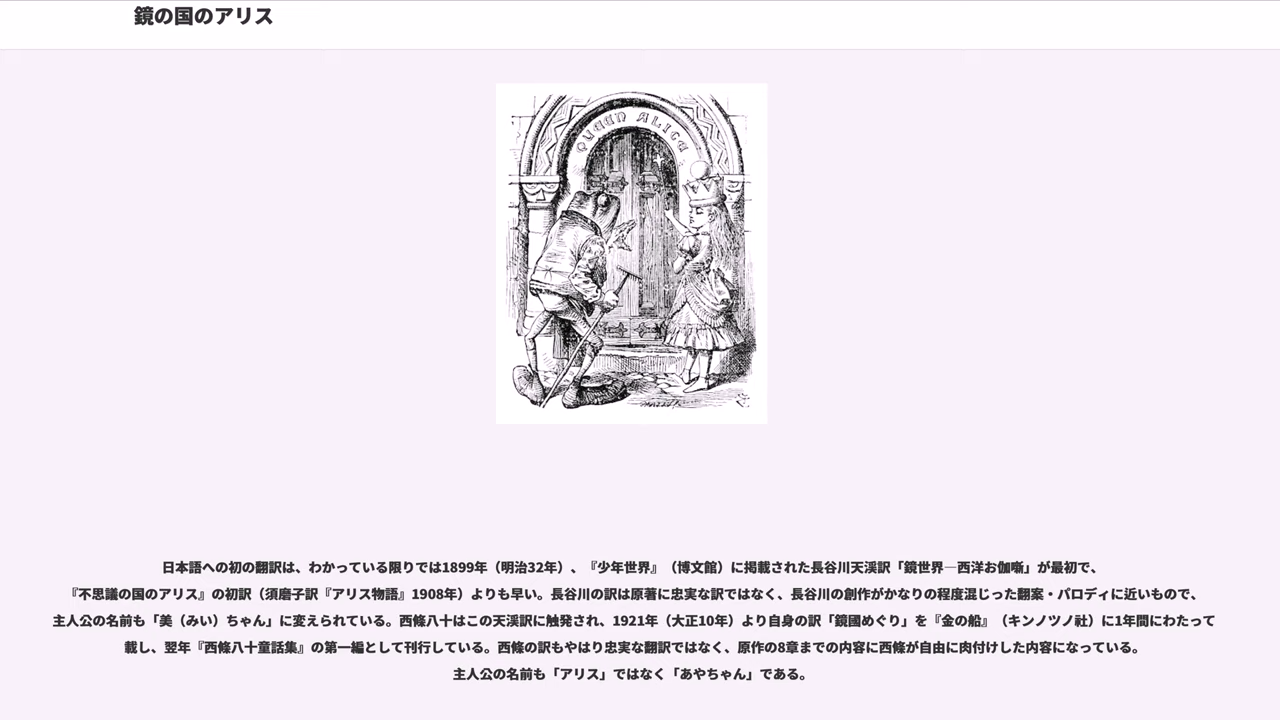 鏡の国のアリス
QUEEN ALICE
日本語への初の翻訳は、わかっている限りでは1899年（明治32年）、『少年世界』（博文館）に掲載された長谷川天渓訳「鏡世界―西洋お伽噺」が最初で、
『不思議の国のアリス』の初訳（須磨子訳『アリス物語』1908年）よりも早い。長谷川の訳は原著に忠実な訳ではなく、長谷川の創作がかなりの程度混じった翻案・パロディに近いもので、
主人公の名前も「美（みい）ちゃん」に変えられている。西條八十はこの天渓訳に触発され、1921年（大正10年）より自身の訳「鏡國めぐり」を『金の船』（キンノツノ社）に1年間にわたって
載し、翌年『西條八十童話集』の第一編として刊行している。西條の訳もやはり忠実な翻訳ではなく、原作の8章までの内容に西條が自由に肉付けした内容になっている。
主人公の名前も「アリス」ではなく「あやちゃん」である。